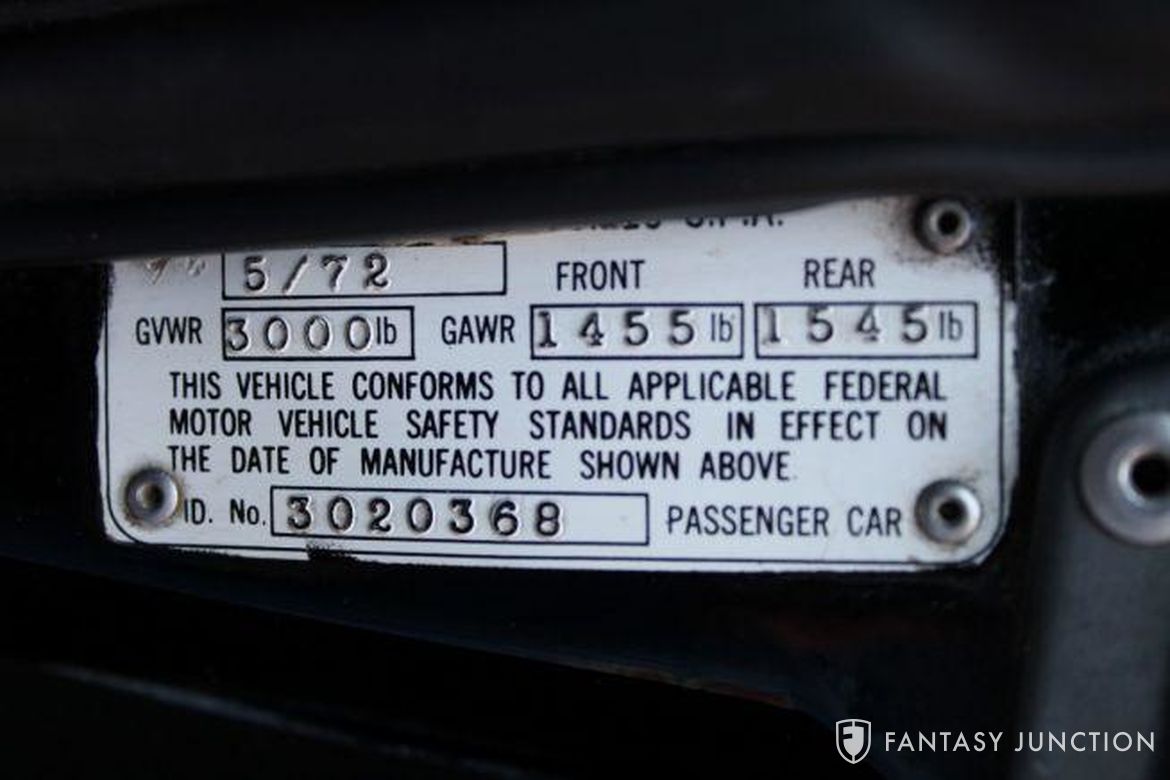 5/72 FRONT REAR
GVWR 3000 lb GAWR 1455 lb 1545 lb
THIS VEHICLE CONFORMS TO ALL APPLICABLE FEDERAL
MOTOR VEHICLE SAFETY STANDARDS IN EFFECT ON
THE DATE OF MANUFACTURE SHOWN ABOVE.
ID. No. 3020368 PASSENGER CAR
FANTASY JUNCTION